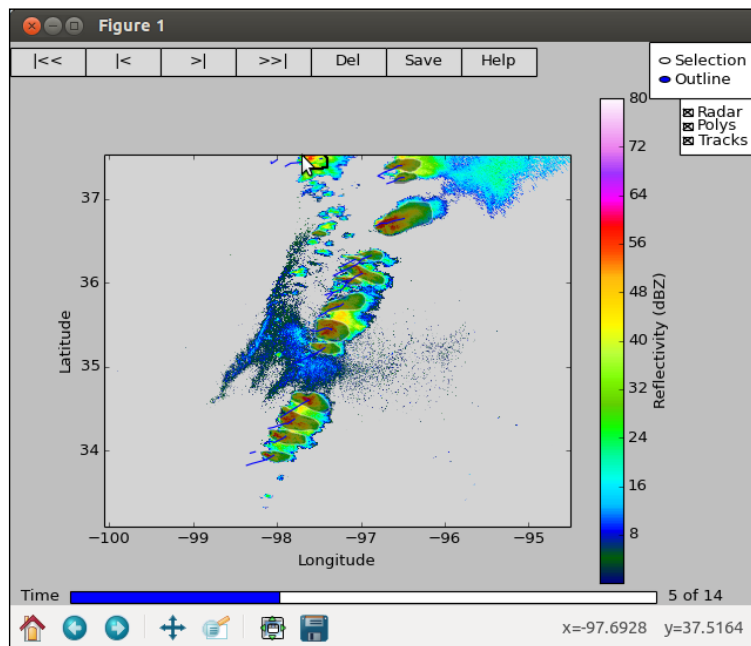 Figure 1
|<< |< >| >>| Del Save Help
Selection
Outline
Radar
Polys
Tracks
80
72
64
56
48
40
32
24
16
8
Reflectivity (dBZ)
37
36
35
34
Latitude
−100 −99 −98 −97 −96 −95
Longitude
Time 5 of 14
x=-97.6928 y=37.5164